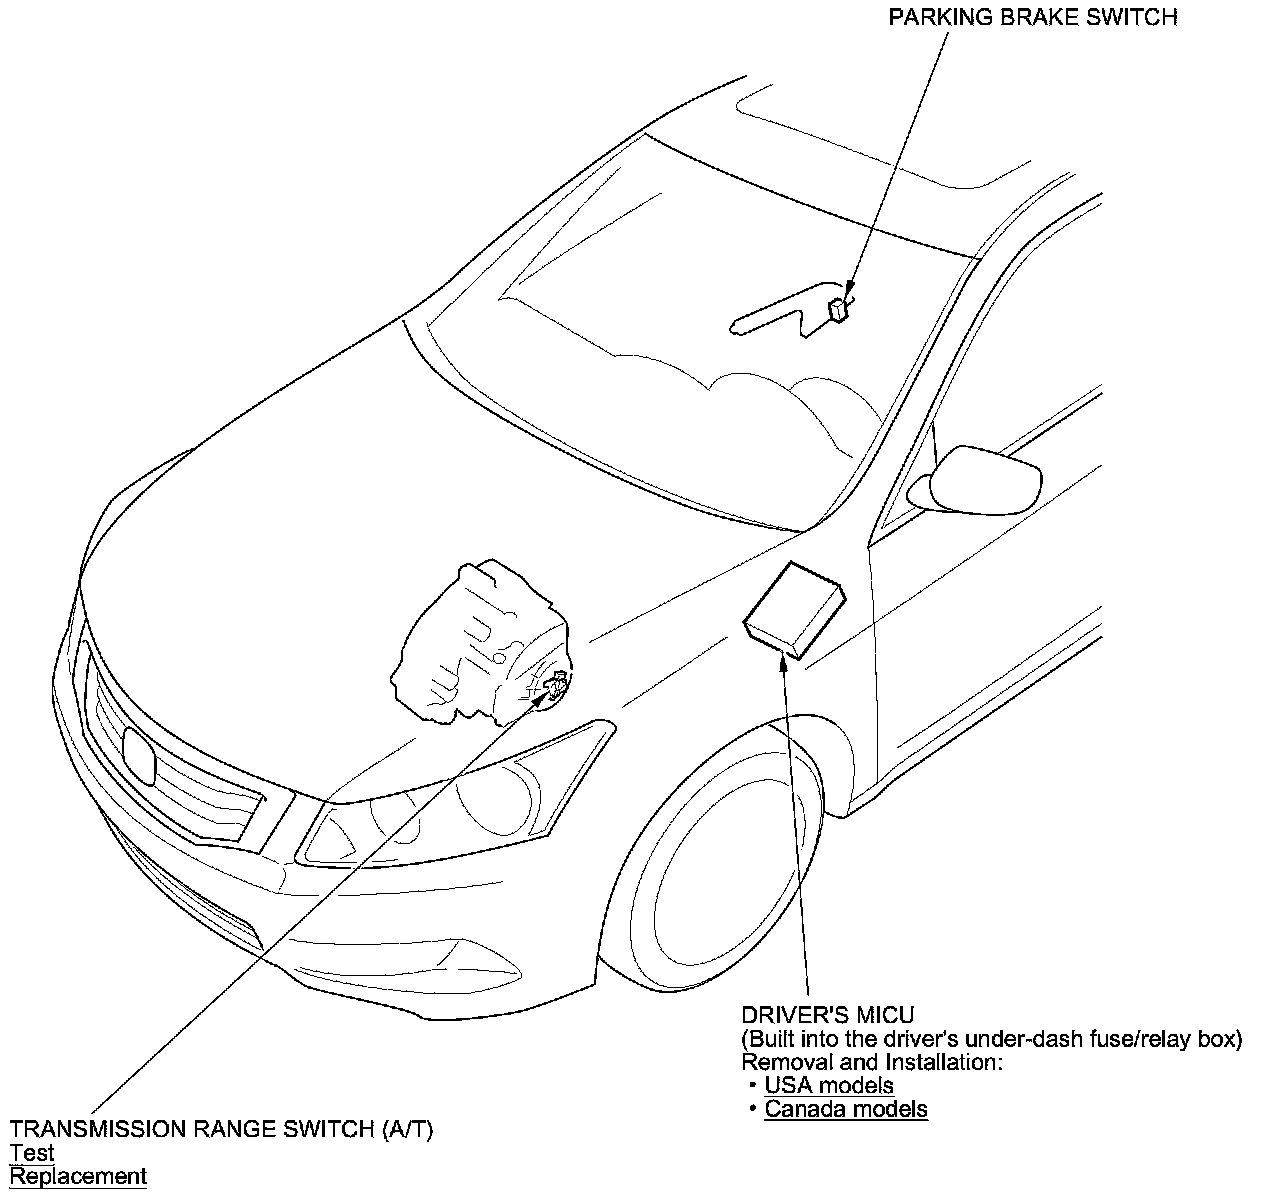 PARKING BRAKE SWITCH
DRIVER'S MICU
(Built into the driver's under-dash fuse/relay box)
Removal and Installation:
• USA models
• Canada models
TRANSMISSION RANGE SWITCH (A/T)
Test
Replacement